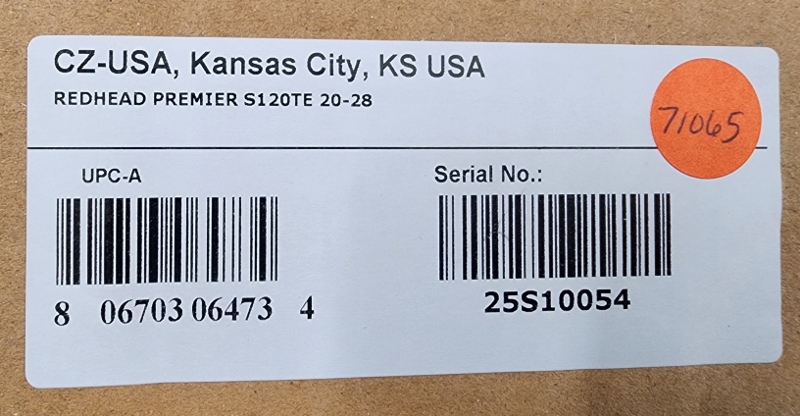 CZ-USA, Kansas City, KS USA
REDHEAD PREMIER S120TE 20-28
71065
UPC-A
Serial No.:
8 06703 06473 4
25S10054